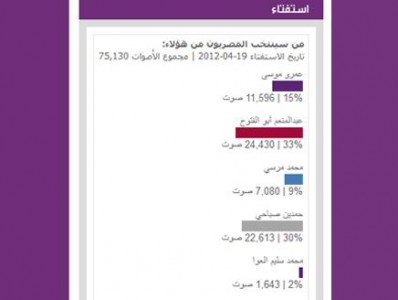 استفتاء
من سينتخب المصريون من هؤلاء:
تاريخ الاستفتاء 19-04-2012 | مجموع الأصوات 75,130
عمرو موسى
15% | 11,596 صوت
عبدالمنعم أبو الفتوح
33% | 24,430 صوت
محمد مرسي
9% | 7,080 صوت
حمدين صباحي
30% | 22,613 صوت
محمد سليم العوا
2% | 1,643 صوت